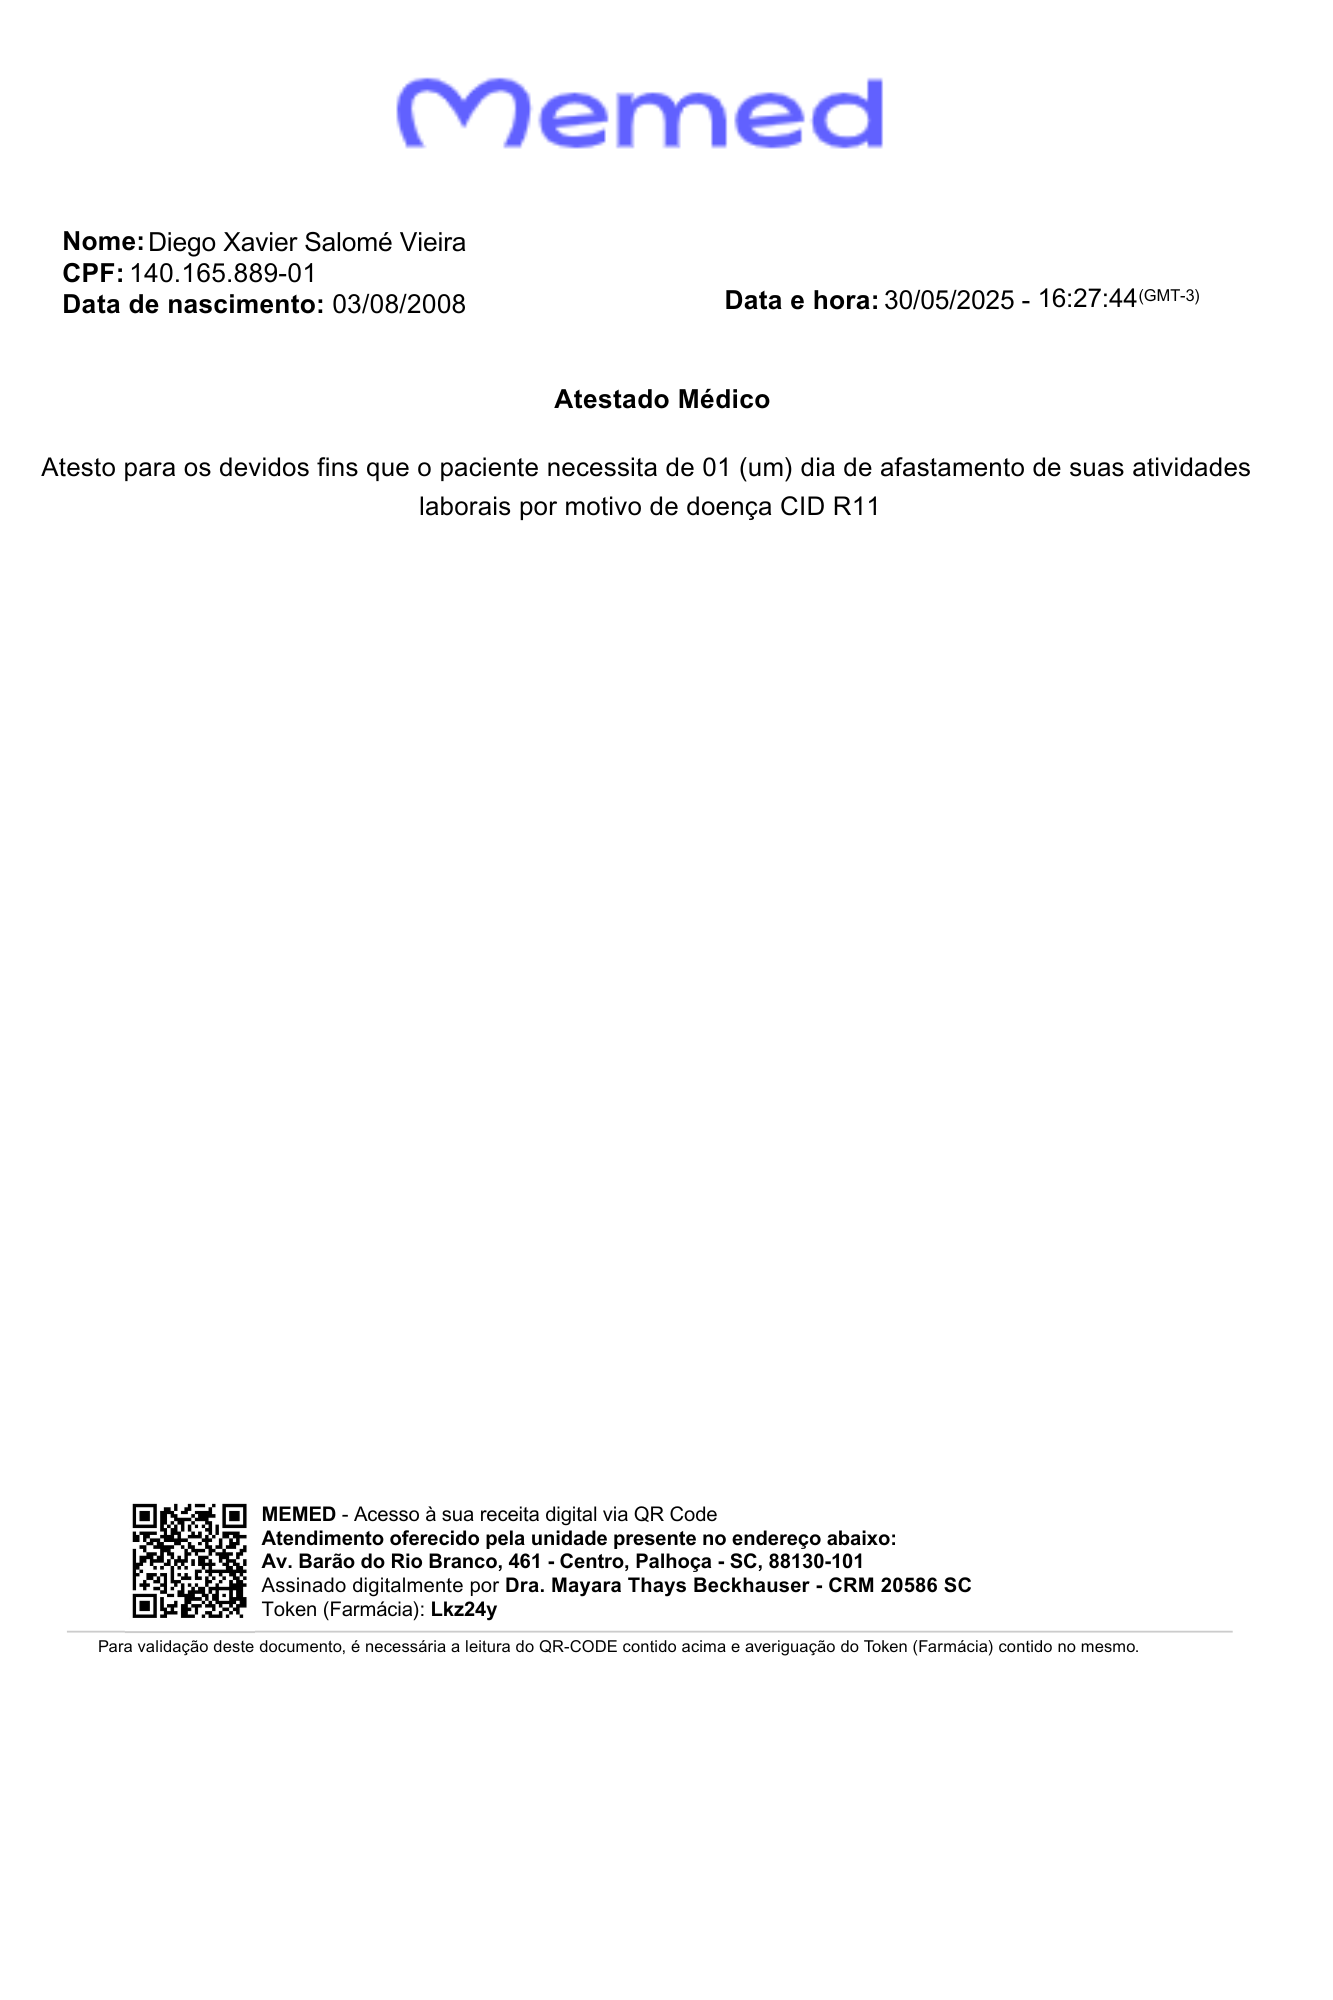 Memed
Nome: Diego Xavier Salomé Vieira
CPF: 140.165.889-01
Data de nascimento: 03/08/2008
Data e hora: 30/05/2025 - 16:27:44(GMT-3)
Atestado Médico
Atesto para os devidos fins que o paciente necessita de 01 (um) dia de afastamento de suas atividades
laborais por motivo de doença CID R11
MEMED - Acesso à sua receita digital via QR Code
Atendimento oferecido pela unidade presente no endereço abaixo:
Av. Barão do Rio Branco, 461 - Centro, Palhoça - SC, 88130-101
Assinado digitalmente por Dra. Mayara Thays Beckhauser - CRM 20586 SC
Token (Farmácia): Lkz24y
Para validação deste documento, é necessária a leitura do QR-CODE contido acima e averiguação do Token (Farmácia) contido no mesmo.